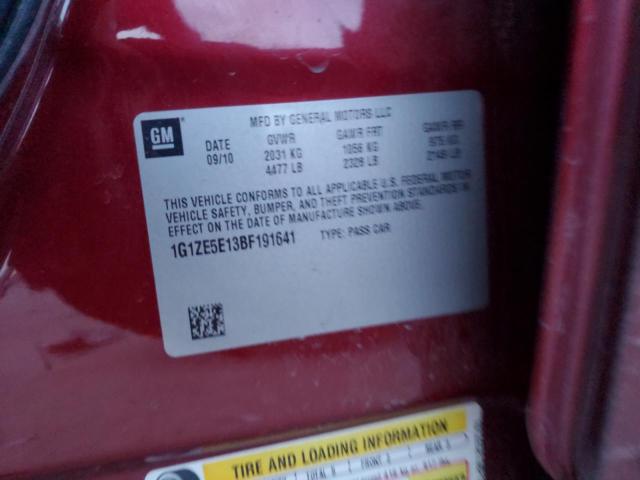 GM
MFD BY GENERAL MOTORS LLC
DATE GVWR GAWR FRT GAWR RR
09/10 2031 KG 1056 KG 975 KG
4477 LB 2328 LB 2149 LB
THIS VEHICLE CONFORMS TO ALL APPLICABLE U.S. FEDERAL MOTOR
VEHICLE SAFETY, BUMPER, AND THEFT PREVENTION STANDARDS IN
EFFECT ON THE DATE OF MANUFACTURE SHOWN ABOVE.
1G1ZE5E13BF191641 TYPE: PASS CAR
TIRE AND LOADING INFORMATION
TOTAL FRONT